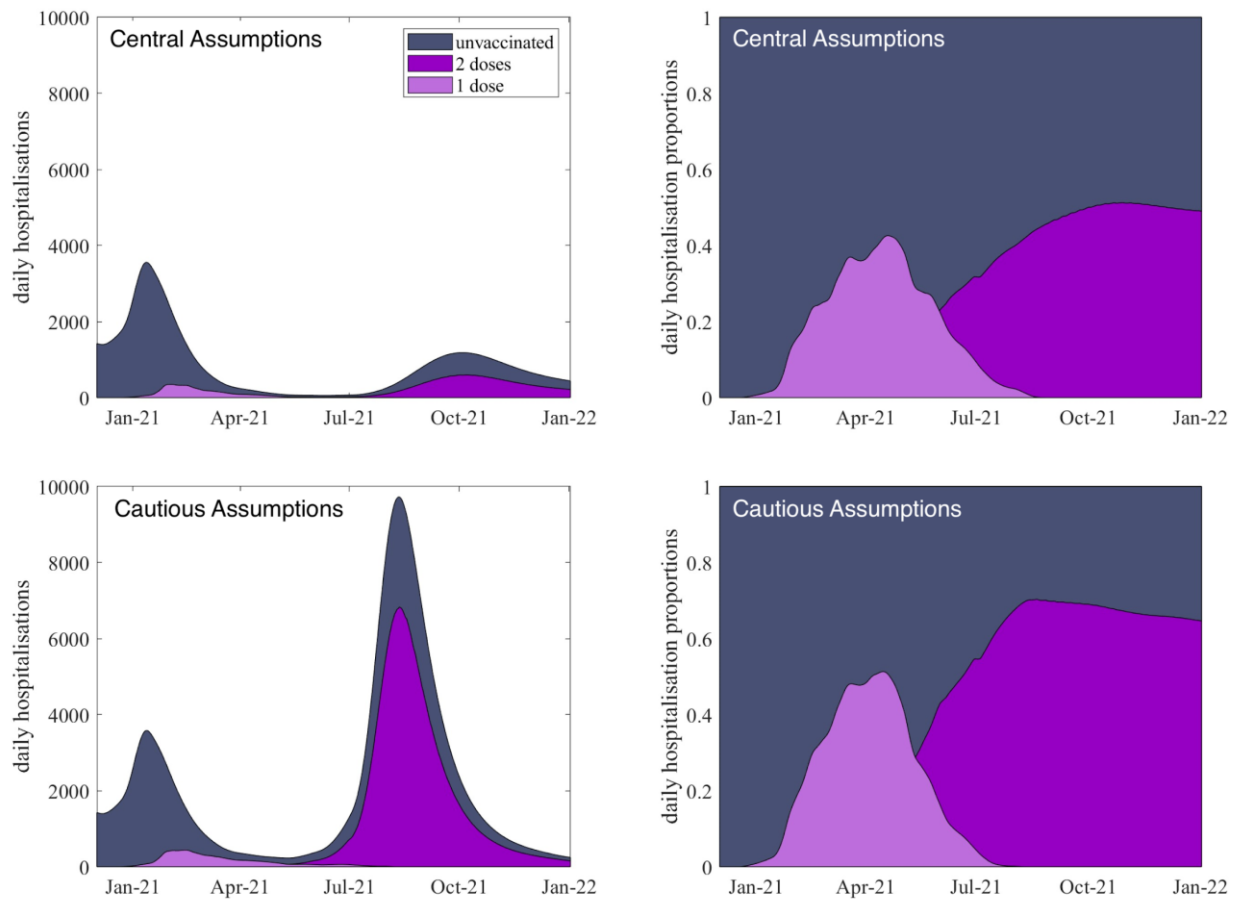 Central Assumptions
unvaccinated
2 doses
1 dose
daily hospitalisations
10000
8000
6000
4000
2000
0
Jan-21 Apr-21 Jul-21 Oct-21 Jan-22
Central Assumptions
daily hospitalisation proportions
1
0.8
0.6
0.4
0.2
0
Jan-21 Apr-21 Jul-21 Oct-21 Jan-22
Cautious Assumptions
daily hospitalisations
10000
8000
6000
4000
2000
0
Jan-21 Apr-21 Jul-21 Oct-21 Jan-22
Cautious Assumptions
daily hospitalisation proportions
1
0.8
0.6
0.4
0.2
0
Jan-21 Apr-21 Jul-21 Oct-21 Jan-22